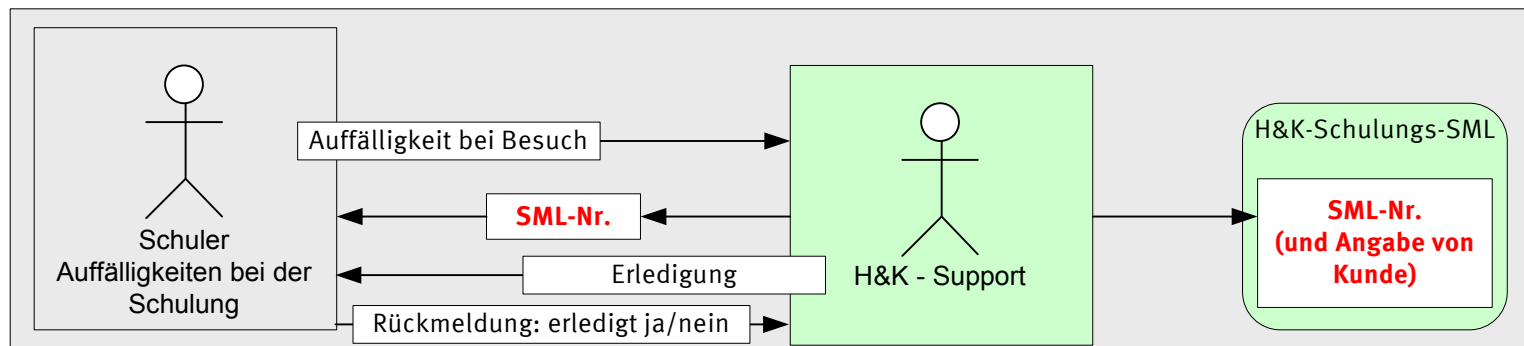 Auffälligkeit bei Besuch
SML-Nr.
Schuler
Auffälligkeiten bei der
Schulung
Erledigung
Rückmeldung: erledigt ja/nein
H&K - Support
H&K-Schulungs-SML
SML-Nr.
(und Angabe von
Kunde)